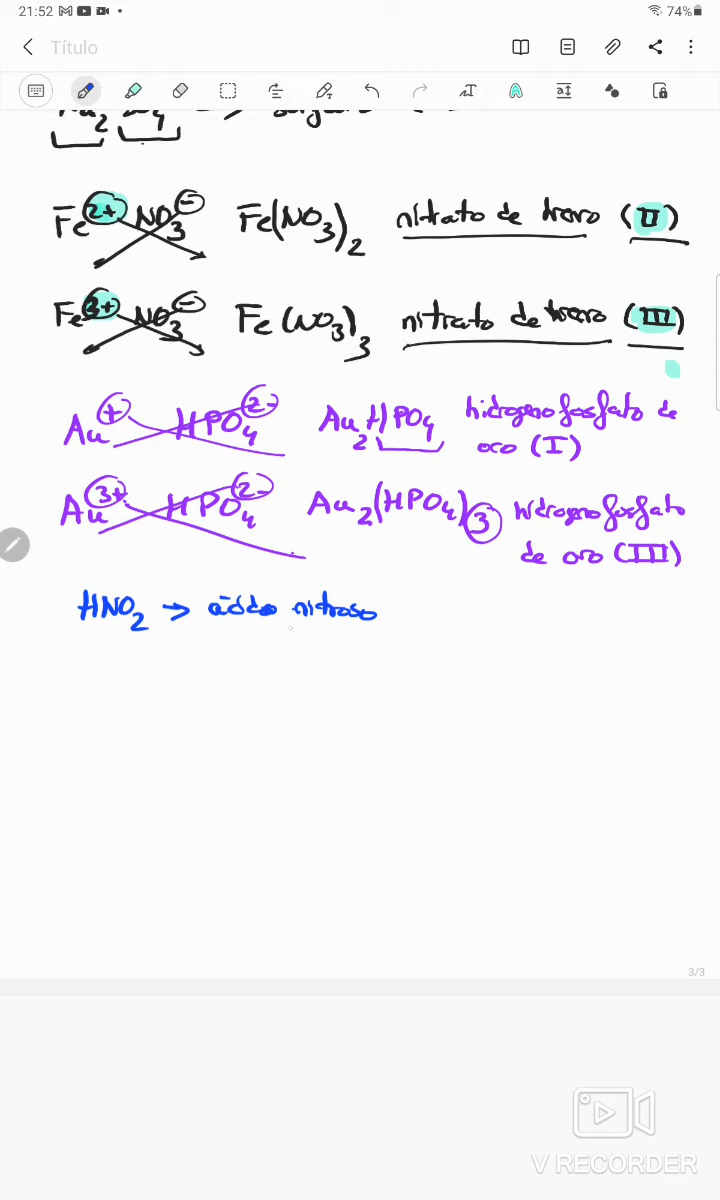 21:52 74%
Título
Fe2+ NO3- Fe(NO3)2 nitrato de hierro (II)
Fe3+ NO3- Fe(NO3)3 nitrato de hierro (III)
Au+ HPO42- Au2HPO4 hidrogenofosfato de
oro (I)
Au3+ HPO42- Au2(HPO4)3 hidrogenofosfato
de oro (III)
HNO2 → ácido nitroso
3/3
V RECORDER